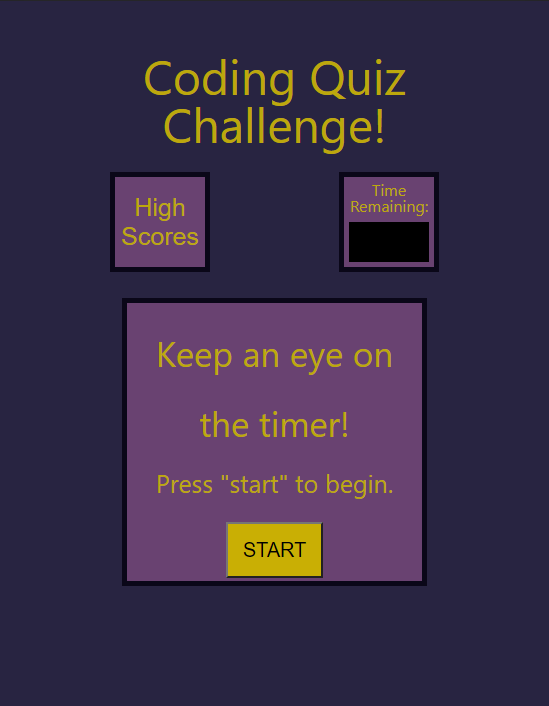 Coding Quiz
Challenge!
High
Scores
Time
Remaining:
Keep an eye on
the timer!
Press "start" to begin.
START